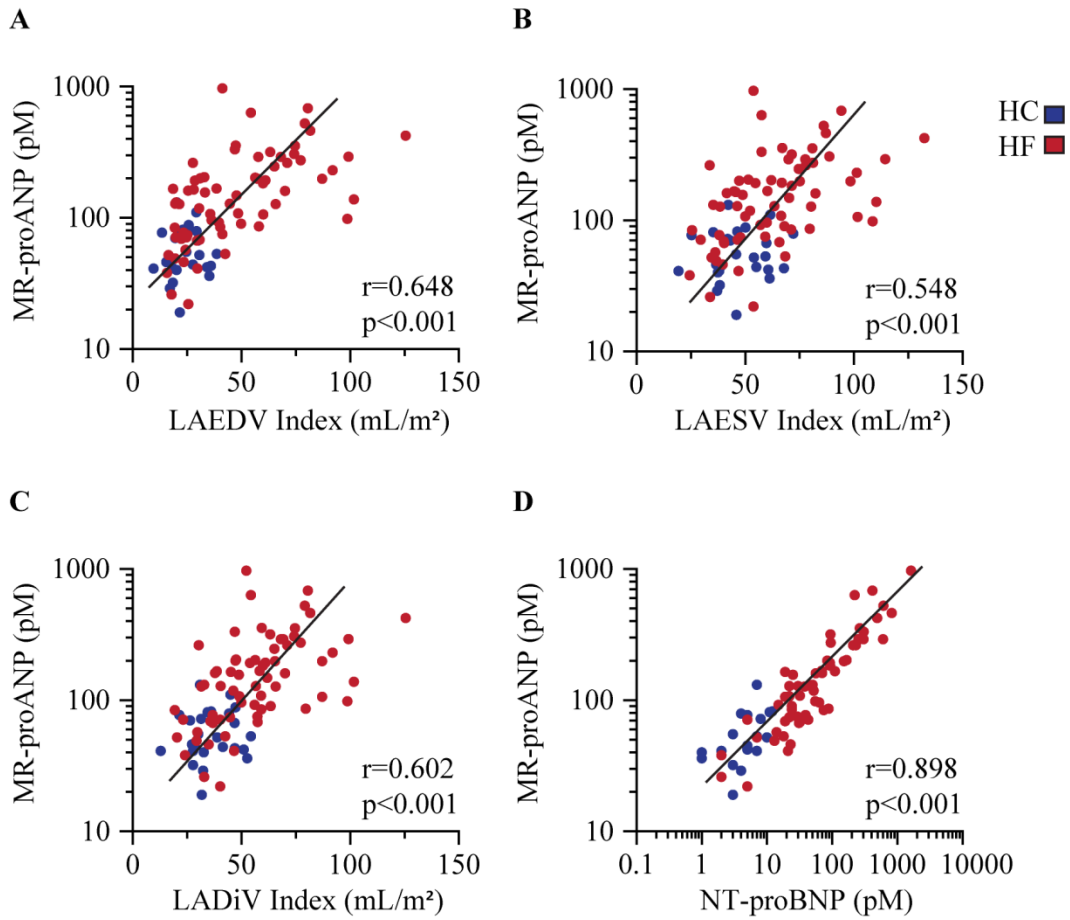 A
B
1000
100
10
MR-proANP (pM)
r=0.648
p<0.001
0
50
100
150
LAEDV Index (mL/m²)
1000
100
10
MR-proANP (pM)
r=0.548
p<0.001
0
50
100
150
LAESV Index (mL/m²)
HC
HF
C
D
1000
100
10
MR-proANP (pM)
r=0.602
p<0.001
0
50
100
150
LADiV Index (mL/m²)
1000
100
10
MR-proANP (pM)
r=0.898
p<0.001
0.1
1
10
100
1000
10000
NT-proBNP (pM)